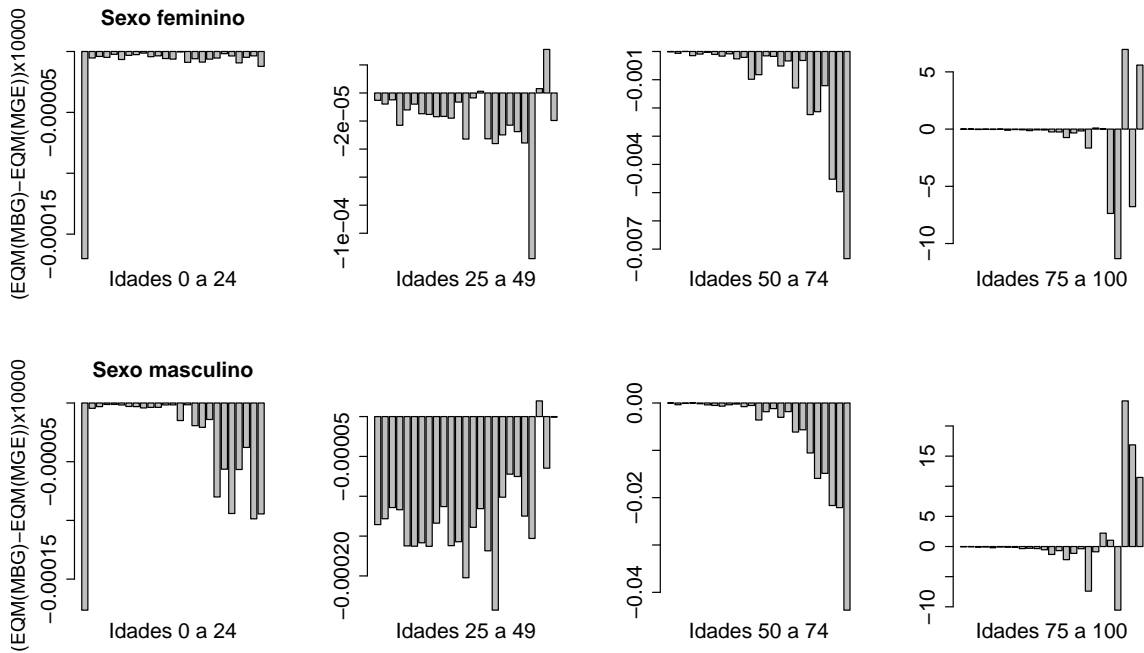 Sexo feminino
(EQM(MBG)−EQM(MGE))x10000
−0.00015
−0.00005
Idades 0 a 24
−1e−04
−2e−05
Idades 25 a 49
−0.007
−0.004
−0.001
Idades 50 a 74
−10
−5
0
5
Idades 75 a 100
Sexo masculino
(EQM(MBG)−EQM(MGE))x10000
−0.00015
−0.00005
Idades 0 a 24
−0.00020
−0.00005
Idades 25 a 49
−0.04
−0.02
0.00
Idades 50 a 74
−10
0
5
15
Idades 75 a 100